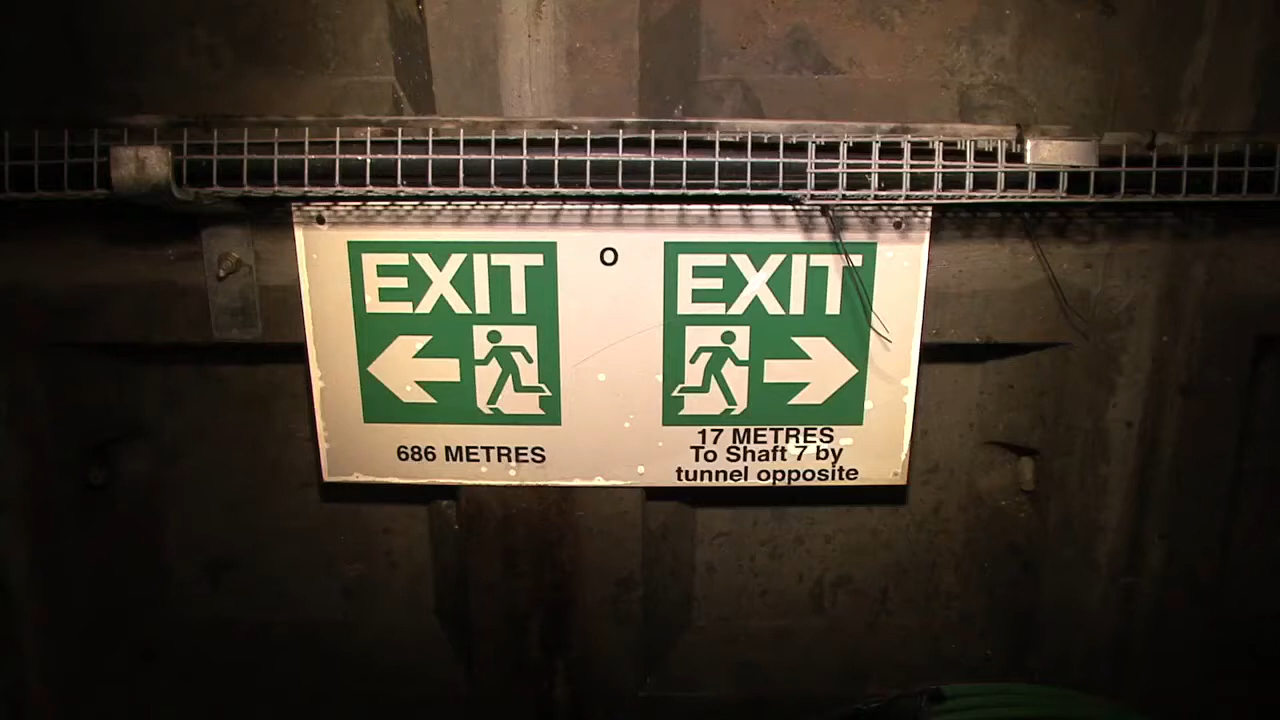 EXIT
686 METRES
O
EXIT
17 METRES
To Shaft 7 by
tunnel opposite